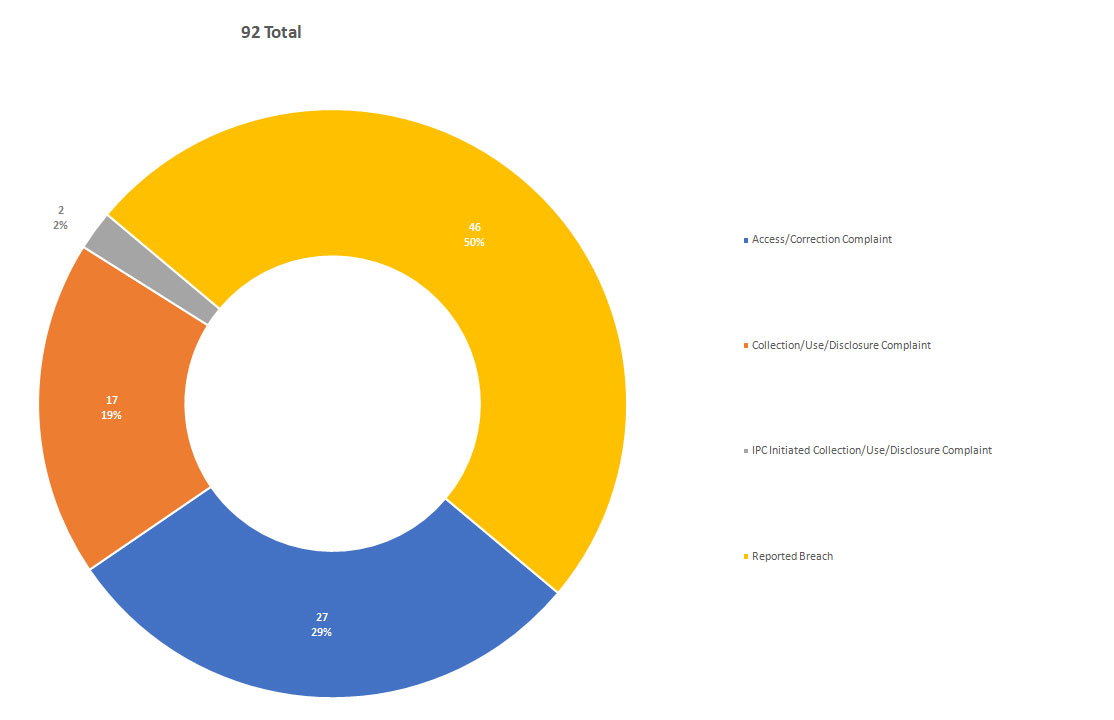 92 Total
2
2%
46
50%
17
19%
27
29%
Access/Correction Complaint
Collection/Use/Disclosure Complaint
IPC Initiated Collection/Use/Disclosure Complaint
Reported Breach